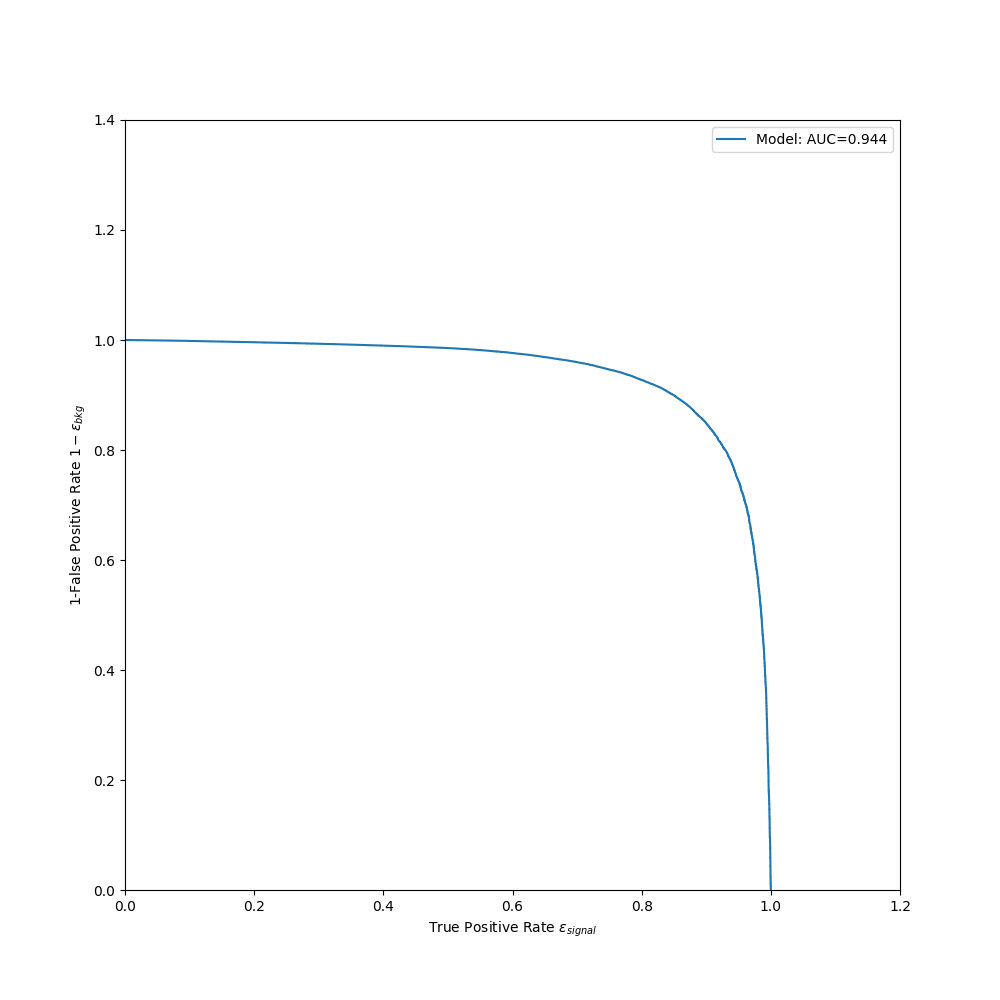 Model: AUC=0.944
1.4
1.2
1.0
0.8
0.6
0.4
0.2
0.0
1-False Positive Rate 1 − ε_bkg
0.0 0.2 0.4 0.6 0.8 1.0 1.2
True Positive Rate ε_signal